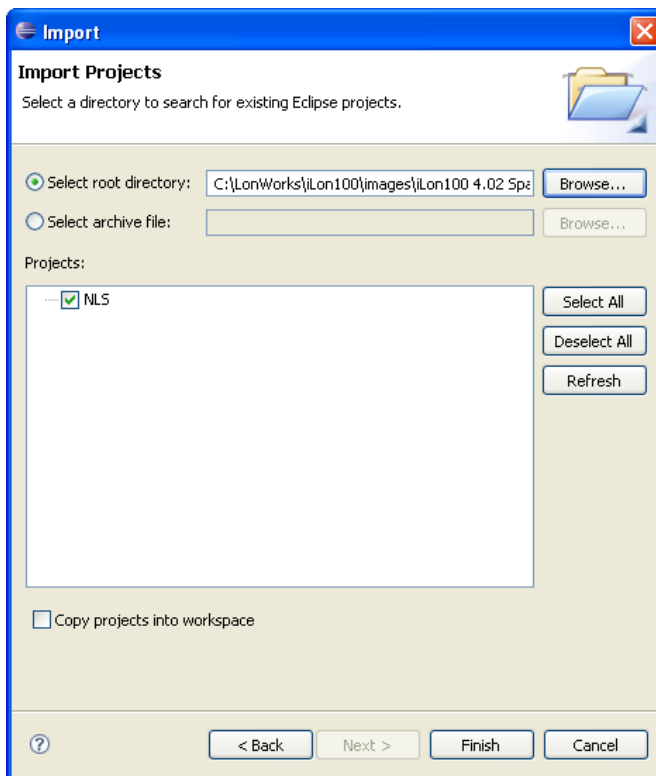 Import
Import Projects
Select a directory to search for existing Eclipse projects.
Select root directory: C:\LonWorks\iLon100\images\iLon100 4.02 Spa Browse...
Select archive file: Browse...
Projects:
NLS
Select All
Deselect All
Refresh
Copy projects into workspace
? < Back Next > Finish Cancel